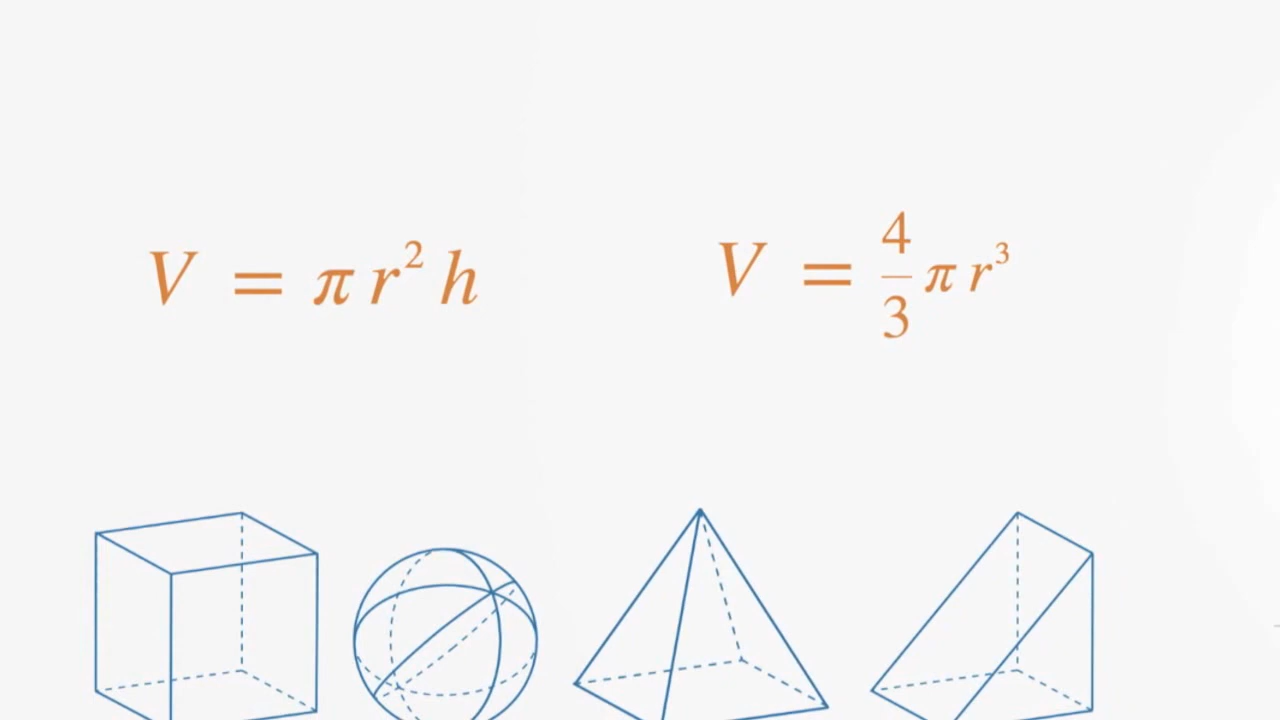 V = πr²h
V = 4/3 πr³